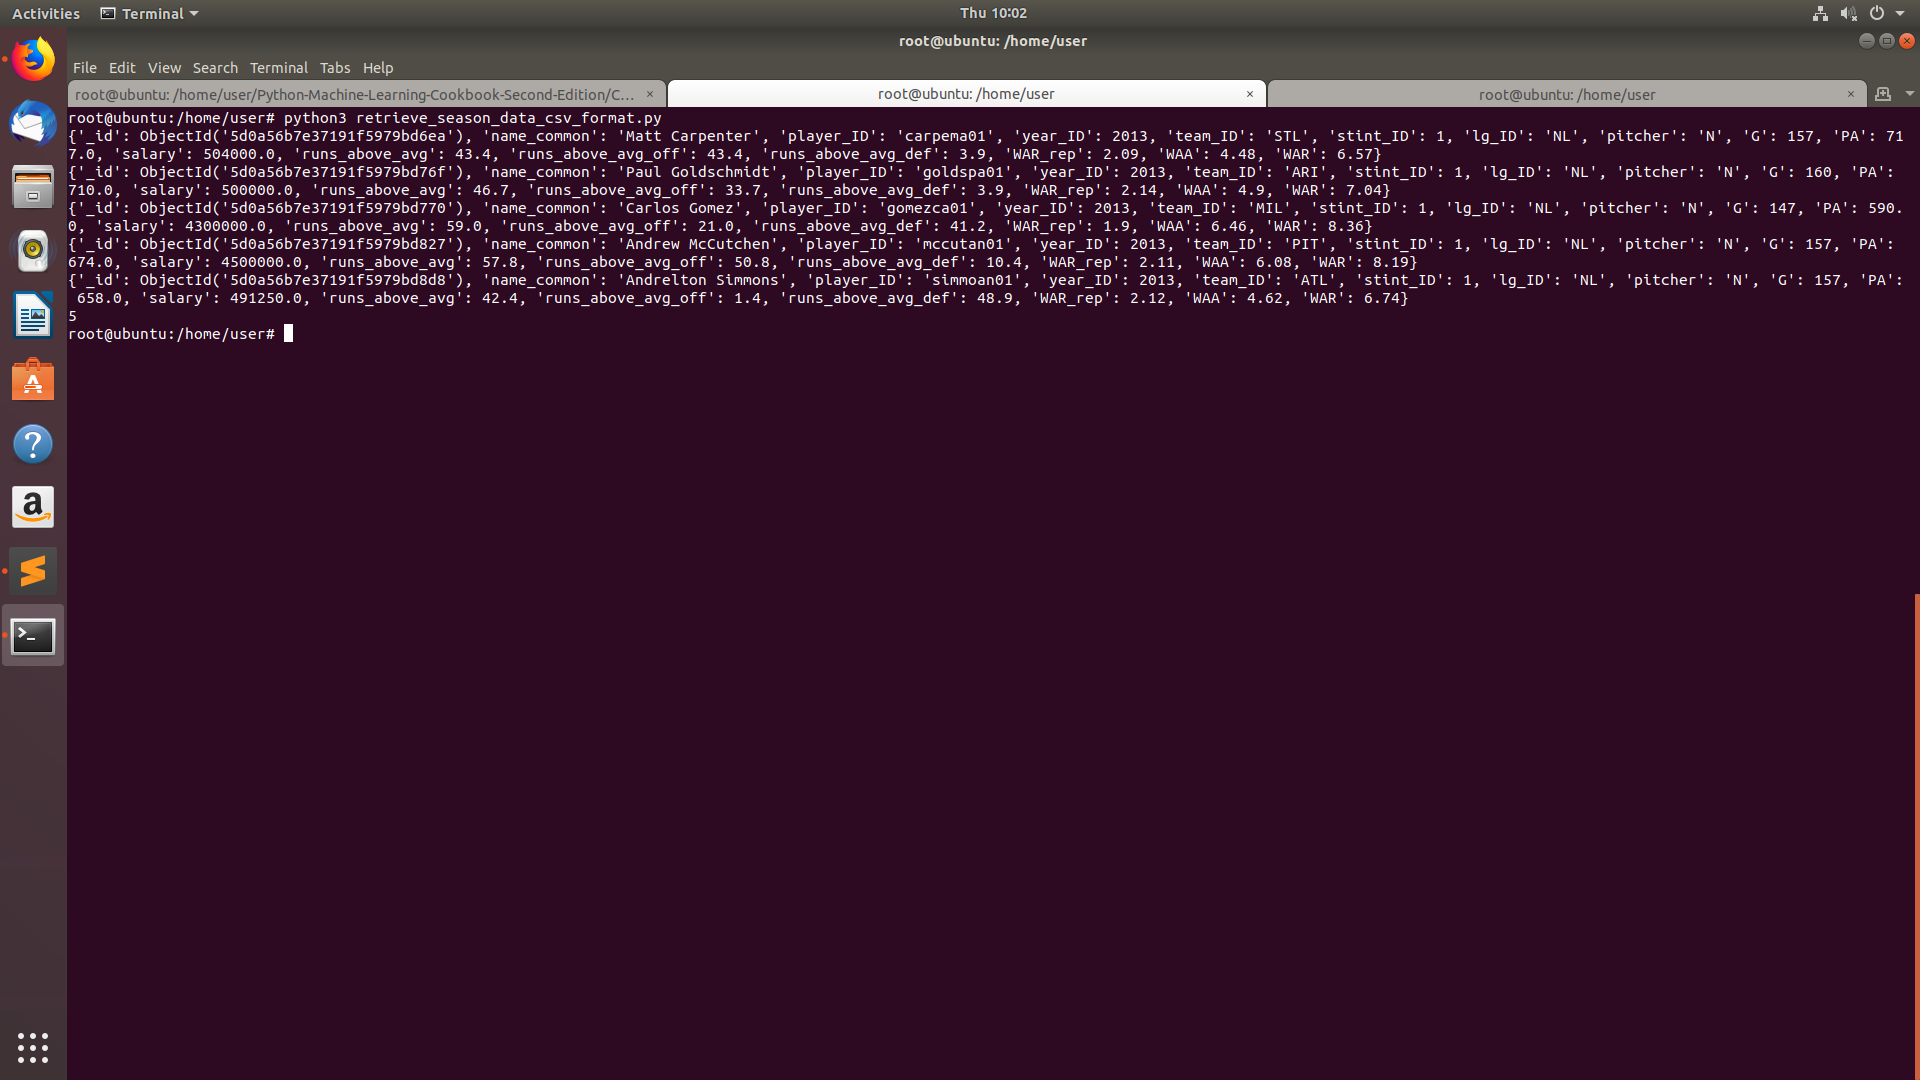 Activities
Terminal
Thu 10:02
root@ubuntu: /home/user
File Edit View Search Terminal Tabs Help
root@ubuntu: /home/user/Python-Machine-Learning-Cookbook-Second-Edition/C... ×
root@ubuntu: /home/user ×
root@ubuntu: /home/user ×
root@ubuntu:/home/user# python3 retrieve_season_data_csv_format.py
{'_id': ObjectId('5d0a56b7e37191f5979bd6ea'), 'name_common': 'Matt Carpenter', 'player_ID': 'carpema01', 'year_ID': 2013, 'team_ID': 'STL', 'stint_ID': 1, 'lg_ID': 'NL', 'pitcher': 'N', 'G': 157, 'PA': 71
7.0, 'salary': 504000.0, 'runs_above_avg': 43.4, 'runs_above_avg_off': 43.4, 'runs_above_avg_def': 3.9, 'WAR_rep': 2.09, 'WAA': 4.48, 'WAR': 6.57}
{'_id': ObjectId('5d0a56b7e37191f5979bd76f'), 'name_common': 'Paul Goldschmidt', 'player_ID': 'goldspa01', 'year_ID': 2013, 'team_ID': 'ARI', 'stint_ID': 1, 'lg_ID': 'NL', 'pitcher': 'N', 'G': 160, 'PA':
710.0, 'salary': 500000.0, 'runs_above_avg': 46.7, 'runs_above_avg_off': 33.7, 'runs_above_avg_def': 3.9, 'WAR_rep': 2.14, 'WAA': 4.9, 'WAR': 7.04}
{'_id': ObjectId('5d0a56b7e37191f5979bd770'), 'name_common': 'Carlos Gomez', 'player_ID': 'gomezca01', 'year_ID': 2013, 'team_ID': 'MIL', 'stint_ID': 1, 'lg_ID': 'NL', 'pitcher': 'N', 'G': 147, 'PA': 590.
0, 'salary': 4300000.0, 'runs_above_avg': 59.0, 'runs_above_avg_off': 21.0, 'runs_above_avg_def': 41.2, 'WAR_rep': 1.9, 'WAA': 6.46, 'WAR': 8.36}
{'_id': ObjectId('5d0a56b7e37191f5979bd827'), 'name_common': 'Andrew McCutchen', 'player_ID': 'mccutan01', 'year_ID': 2013, 'team_ID': 'PIT', 'stint_ID': 1, 'lg_ID': 'NL', 'pitcher': 'N', 'G': 157, 'PA':
674.0, 'salary': 4500000.0, 'runs_above_avg': 57.8, 'runs_above_avg_off': 50.8, 'runs_above_avg_def': 10.4, 'WAR_rep': 2.11, 'WAA': 6.08, 'WAR': 8.19}
{'_id': ObjectId('5d0a56b7e37191f5979bd8d8'), 'name_common': 'Andrelton Simmons', 'player_ID': 'simmoan01', 'year_ID': 2013, 'team_ID': 'ATL', 'stint_ID': 1, 'lg_ID': 'NL', 'pitcher': 'N', 'G': 157, 'PA':
658.0, 'salary': 491250.0, 'runs_above_avg': 42.4, 'runs_above_avg_off': 1.4, 'runs_above_avg_def': 48.9, 'WAR_rep': 2.12, 'WAA': 4.62, 'WAR': 6.74}
5
root@ubuntu:/home/user#